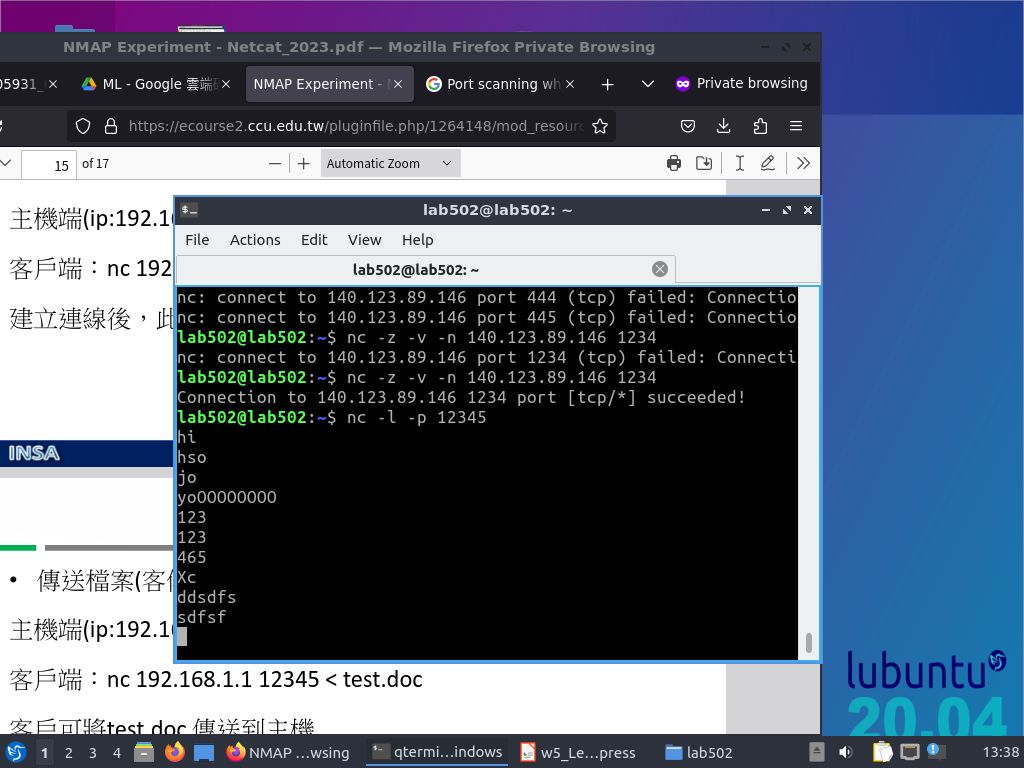 NMAP Experiment - Netcat_2023.pdf — Mozilla Firefox Private Browsing
05931_
ML - Google 雲端
NMAP Experiment -
Port scanning wh
Private browsing
https://ecourse2.ccu.edu.tw/pluginfile.php/1264148/mod_resourc
15 of 17
Automatic Zoom
主機端(ip:192.16
客戶端：nc 192
建立連線後，此
INSA
• 傳送檔案(客
主機端(ip:192.16
客戶端：nc 192.168.1.1 12345 < test.doc
客戶可將test.doc 傳送到主機
lab502@lab502: ~
File Actions Edit View Help
lab502@lab502: ~
nc: connect to 140.123.89.146 port 444 (tcp) failed: Connectio
nc: connect to 140.123.89.146 port 445 (tcp) failed: Connectio
lab502@lab502:~$ nc -z -v -n 140.123.89.146 1234
nc: connect to 140.123.89.146 port 1234 (tcp) failed: Connecti
lab502@lab502:~$ nc -z -v -n 140.123.89.146 1234
Connection to 140.123.89.146 1234 port [tcp/*] succeeded!
lab502@lab502:~$ nc -l -p 12345
hi
hso
jo
yoOOOOOOOO
123
123
465
Xc
ddsdfs
sdfsf
lubuntu
20.04
1 2 3 4
NMAP ...wsing
qtermi...indows
w5_Le...press
lab502
13:38